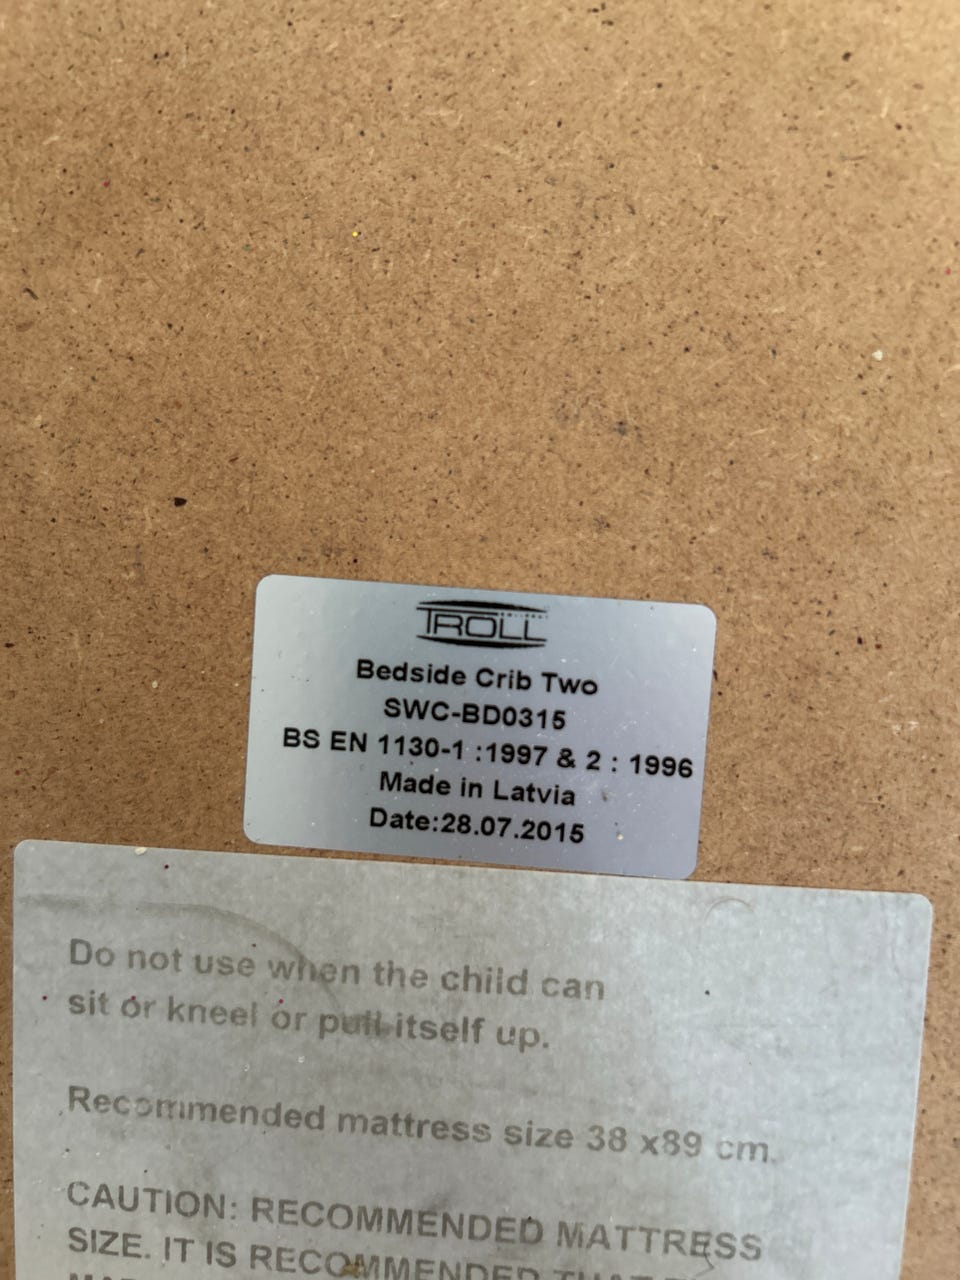 TROLL
Bedside Crib Two
SWC-BD0315
BS EN 1130-1 :1997 & 2 : 1996
Made in Latvia
Date:28.07.2015
Do not use when the child can
sit or kneel or pull itself up.
Recommended mattress size 38 x89 cm.
CAUTION: RECOMMENDED MATTRESS
SIZE. IT IS RECOMMENDED